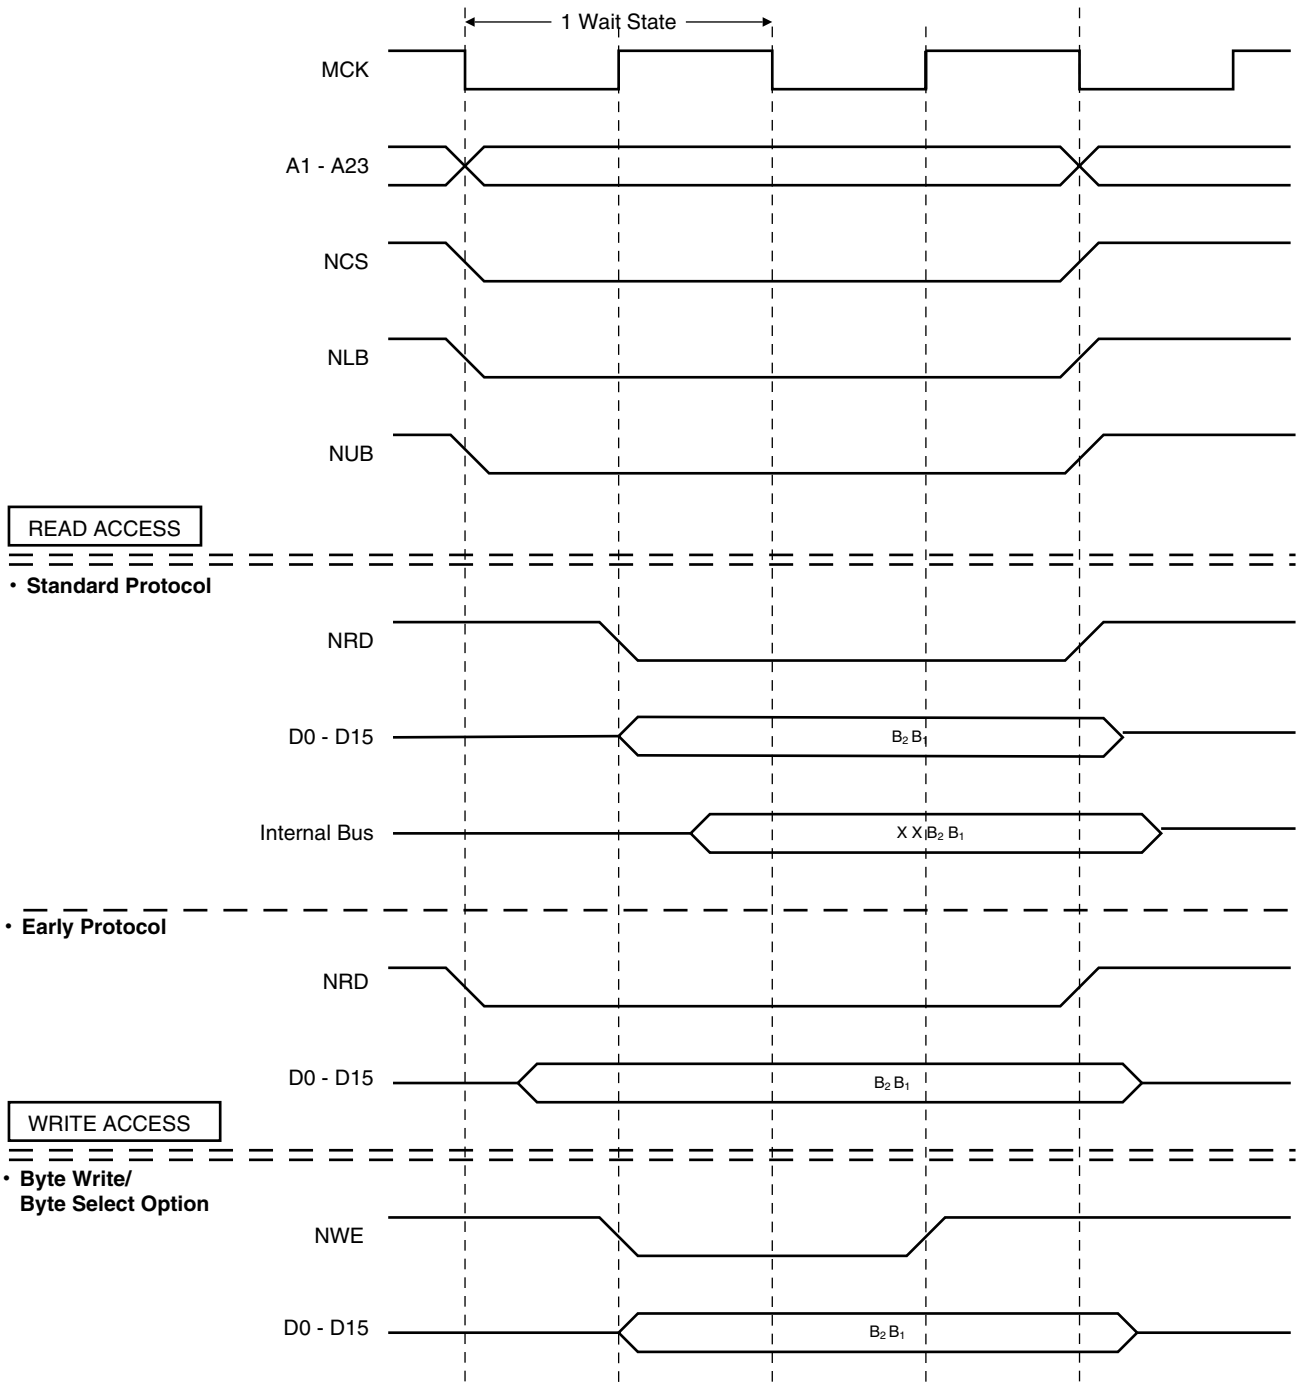 1 Wait State
MCK
A1 - A23
NCS
NLB
NUB
READ ACCESS
• Standard Protocol
NRD
D0 - D15
B₂ B₁
Internal Bus
X X B₂ B₁
• Early Protocol
NRD
D0 - D15
B₂ B₁
WRITE ACCESS
• Byte Write/
Byte Select Option
NWE
D0 - D15
B₂ B₁